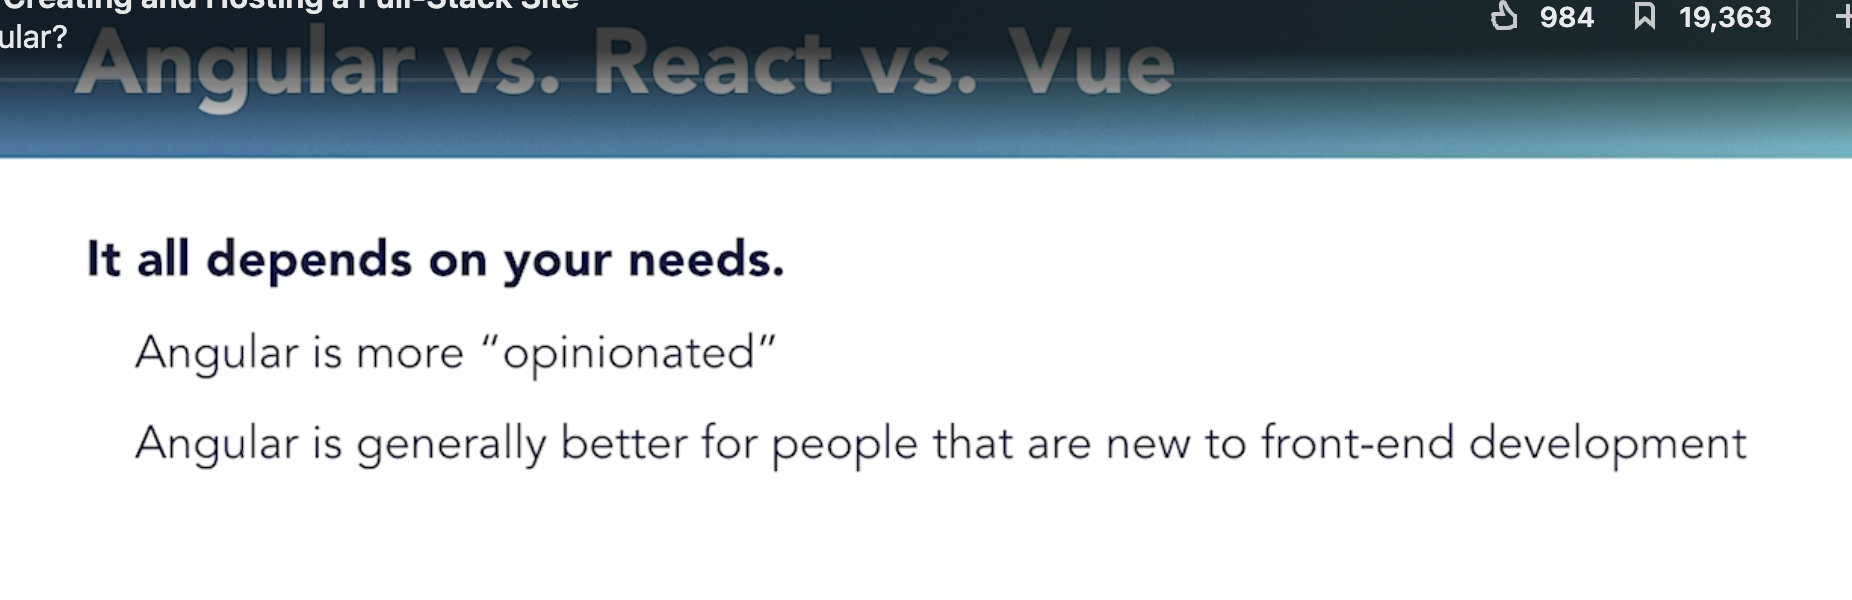 Creating and Hosting a Full-Stack Site
ular?
984
19,363
Angular vs. React vs. Vue
It all depends on your needs.
Angular is more “opinionated”
Angular is generally better for people that are new to front-end development